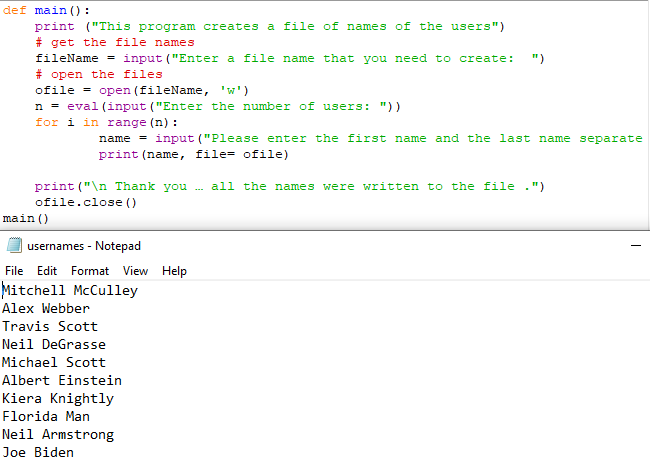 def main():
    print ("This program creates a file of names of the users")
    # get the file names
    fileName = input("Enter a file name that you need to create:  ")
    # open the files
    ofile = open(fileName, 'w')
    n = eval(input("Enter the number of users: "))
    for i in range(n):
            name = input("Please enter the first name and the last name separate
            print(name, file= ofile)
    print("\n Thank you … all the names were written to the file .")
    ofile.close()
main()
usernames - Notepad
File Edit Format View Help
Mitchell McCulley
Alex Webber
Travis Scott
Neil DeGrasse
Michael Scott
Albert Einstein
Kiera Knightly
Florida Man
Neil Armstrong
Joe Biden